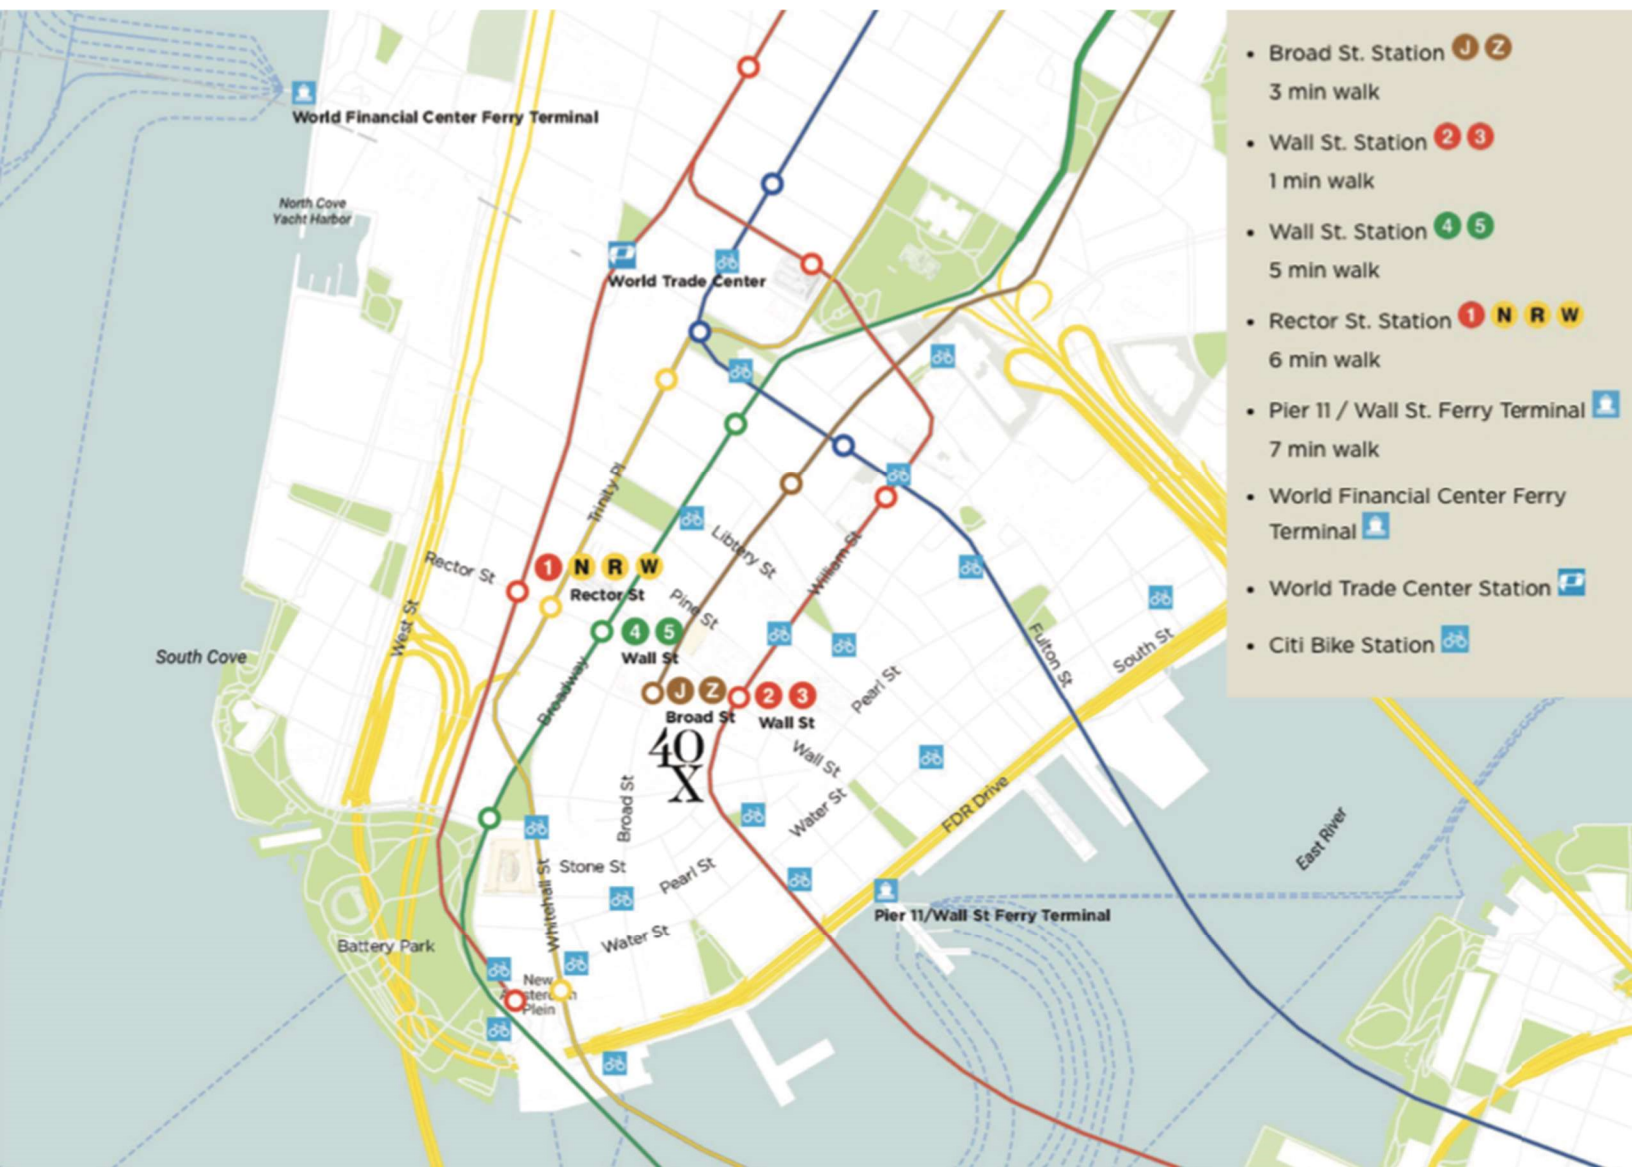 World Financial Center Ferry Terminal
North Cove
Yacht Harbor
World Trade Center
Trinity Pl
Libtery St
William St
Rector St
1 N R W
Rector St
Pine St
West St
4 5
Wall St
South Cove
Broadway
J Z
Broad St
2 3
Wall St
40
X
Pearl St
Fulton St
South St
Wall St
Broad St
Water St
FDR Drive
East River
Stone St
Pearl St
Whitehall St
Pier 11/Wall St Ferry Terminal
Water St
Battery Park
New
Plein
• Broad St. Station J Z
3 min walk
• Wall St. Station 2 3
1 min walk
• Wall St. Station 4 5
5 min walk
• Rector St. Station 1 N R W
6 min walk
• Pier 11 / Wall St. Ferry Terminal
7 min walk
• World Financial Center Ferry
Terminal
• World Trade Center Station
• Citi Bike Station